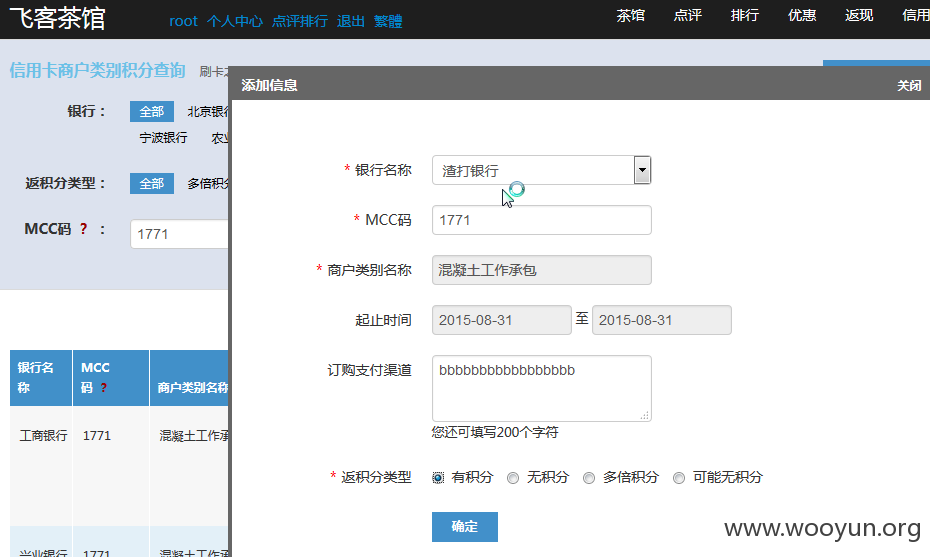 飞客茶馆 root 个人中心 点评排行 退出 繁體 茶馆 点评 排行 优惠 返现 信用
信用卡商户类别积分查询 刷卡
添加信息 关闭
银行： 全部 北京银行
宁波银行 农业
返积分类型： 全部 多倍积分
MCC码 ？ ： 1771
* 银行名称 渣打银行
* MCC码 1771
* 商户类别名称 混凝土工作承包
起止时间 2015-08-31 至 2015-08-31
订购支付渠道 bbbbbbbbbbbbbbbbb
您还可填写200个字符
* 返积分类型 有积分 无积分 多倍积分 可能无积分
确定
银行名称 MCC码 ？ 商户类别名称
工商银行 1771 混凝土工作承
兴业银行 1771 混凝土工作承
www.wooyun.org